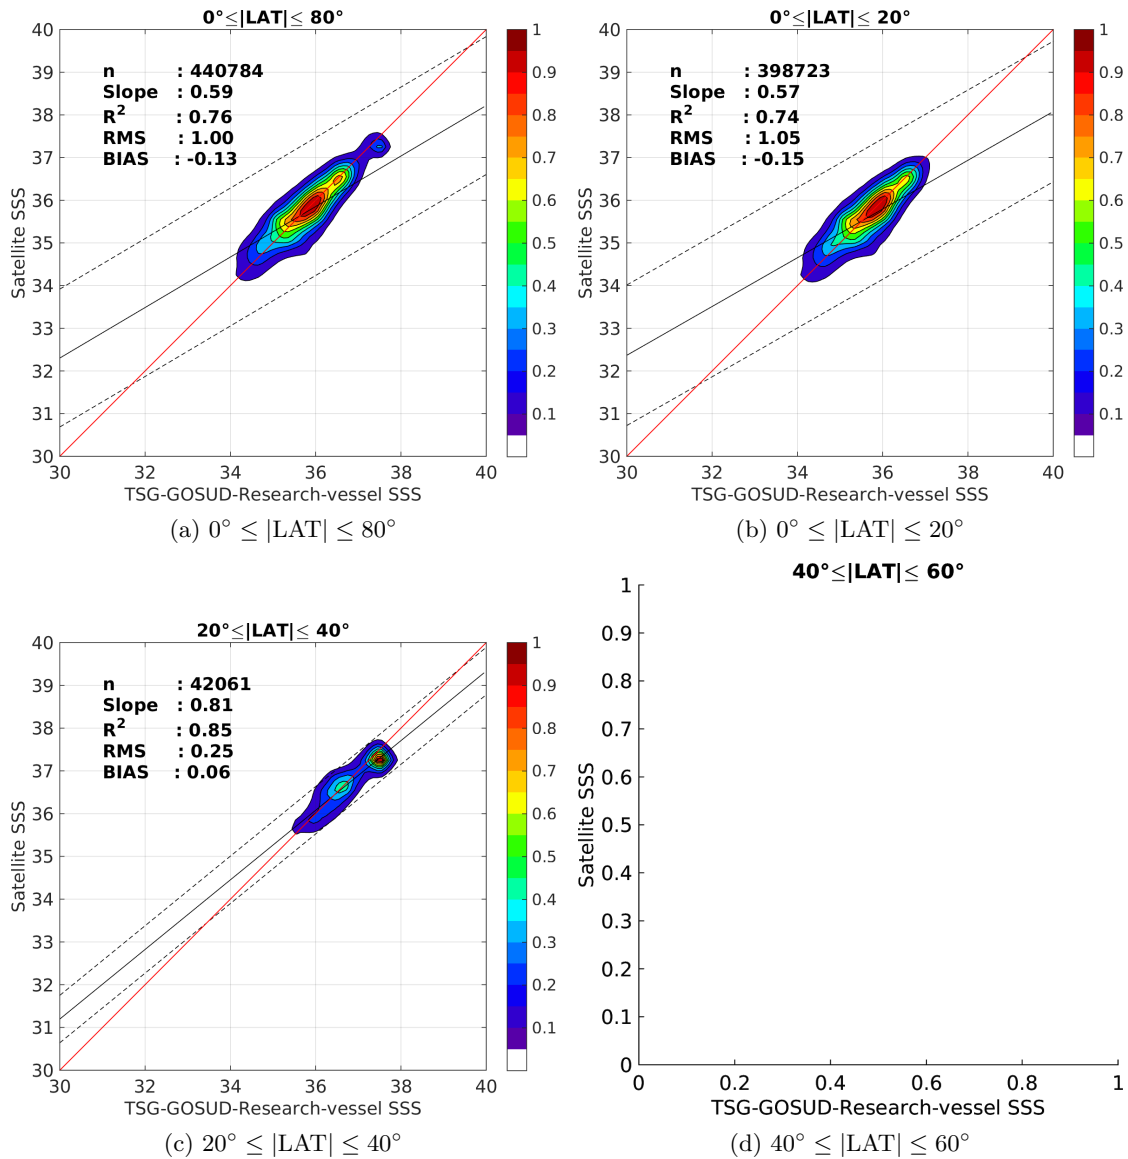 0°≤|LAT|≤ 80°
40
39
38
37
36
35
34
33
32
31
30
n : 440784
Slope : 0.59
R² : 0.76
RMS : 1.00
BIAS : -0.13
Satellite SSS
30 32 34 36 38 40
TSG-GOSUD-Research-vessel SSS
1
0.9
0.8
0.7
0.6
0.5
0.4
0.3
0.2
0.1
(a) 0° ≤ |LAT| ≤ 80°
0°≤|LAT|≤ 20°
40
39
38
37
36
35
34
33
32
31
30
n : 398723
Slope : 0.57
R² : 0.74
RMS : 1.05
BIAS : -0.15
Satellite SSS
30 32 34 36 38 40
TSG-GOSUD-Research-vessel SSS
1
0.9
0.8
0.7
0.6
0.5
0.4
0.3
0.2
0.1
(b) 0° ≤ |LAT| ≤ 20°
20°≤|LAT|≤ 40°
40
39
38
37
36
35
34
33
32
31
30
n : 42061
Slope : 0.81
R² : 0.85
RMS : 0.25
BIAS : 0.06
Satellite SSS
30 32 34 36 38 40
TSG-GOSUD-Research-vessel SSS
1
0.9
0.8
0.7
0.6
0.5
0.4
0.3
0.2
0.1
(c) 20° ≤ |LAT| ≤ 40°
40°≤|LAT|≤ 60°
1
0.9
0.8
0.7
0.6
0.5
0.4
0.3
0.2
0.1
0
Satellite SSS
0 0.2 0.4 0.6 0.8 1
TSG-GOSUD-Research-vessel SSS
(d) 40° ≤ |LAT| ≤ 60°